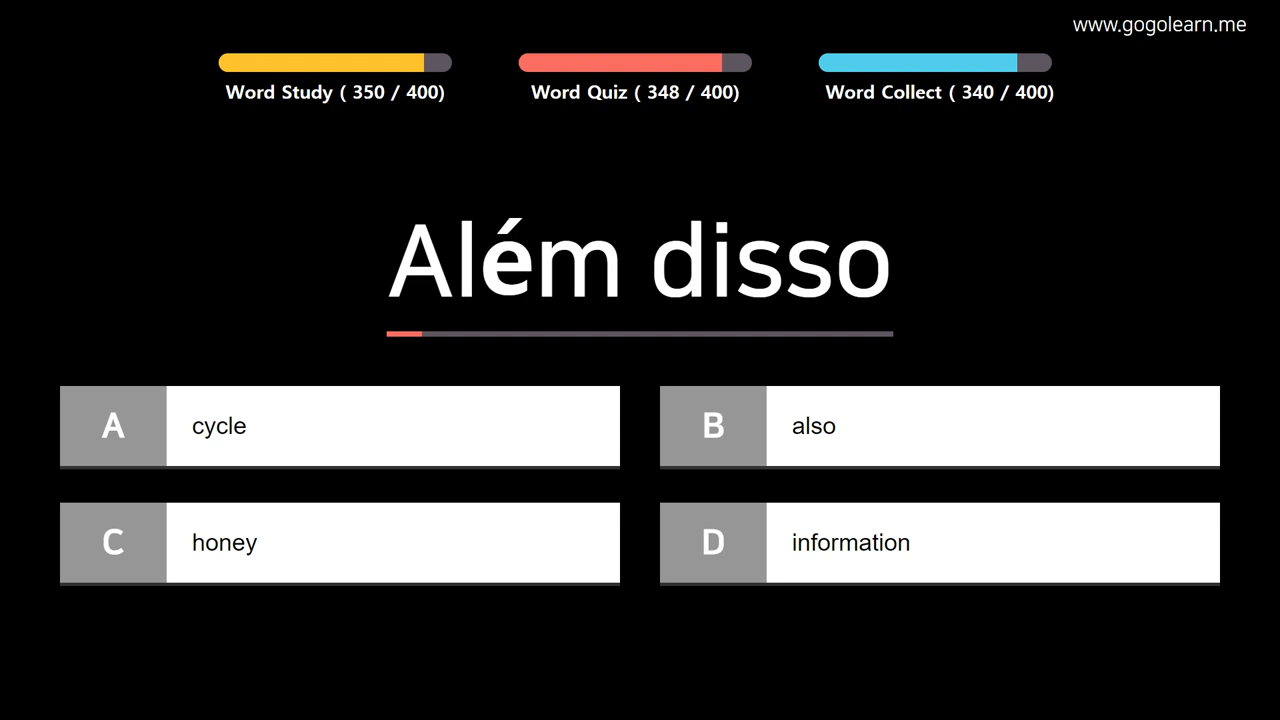 www.gogolearn.me
Word Study ( 350 / 400)
Word Quiz ( 348 / 400)
Word Collect ( 340 / 400)
Além disso
A cycle
B also
C honey
D information